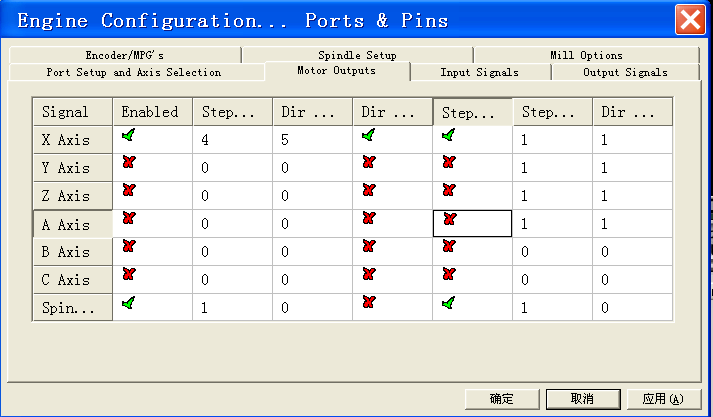 Engine Configuration... Ports & Pins
Encoder/MPG's Spindle Setup Mill Options
Port Setup and Axis Selection Motor Outputs Input Signals Output Signals
Signal Enabled Step... Dir ... Dir ... Step... Step... Dir ...
X Axis 4 5 1 1
Y Axis 0 0 1 1
Z Axis 0 0 1 1
A Axis 0 0 1 1
B Axis 0 0 0 0
C Axis 0 0 0 0
Spin... 1 0 1 0
确定 取消 应用(A)